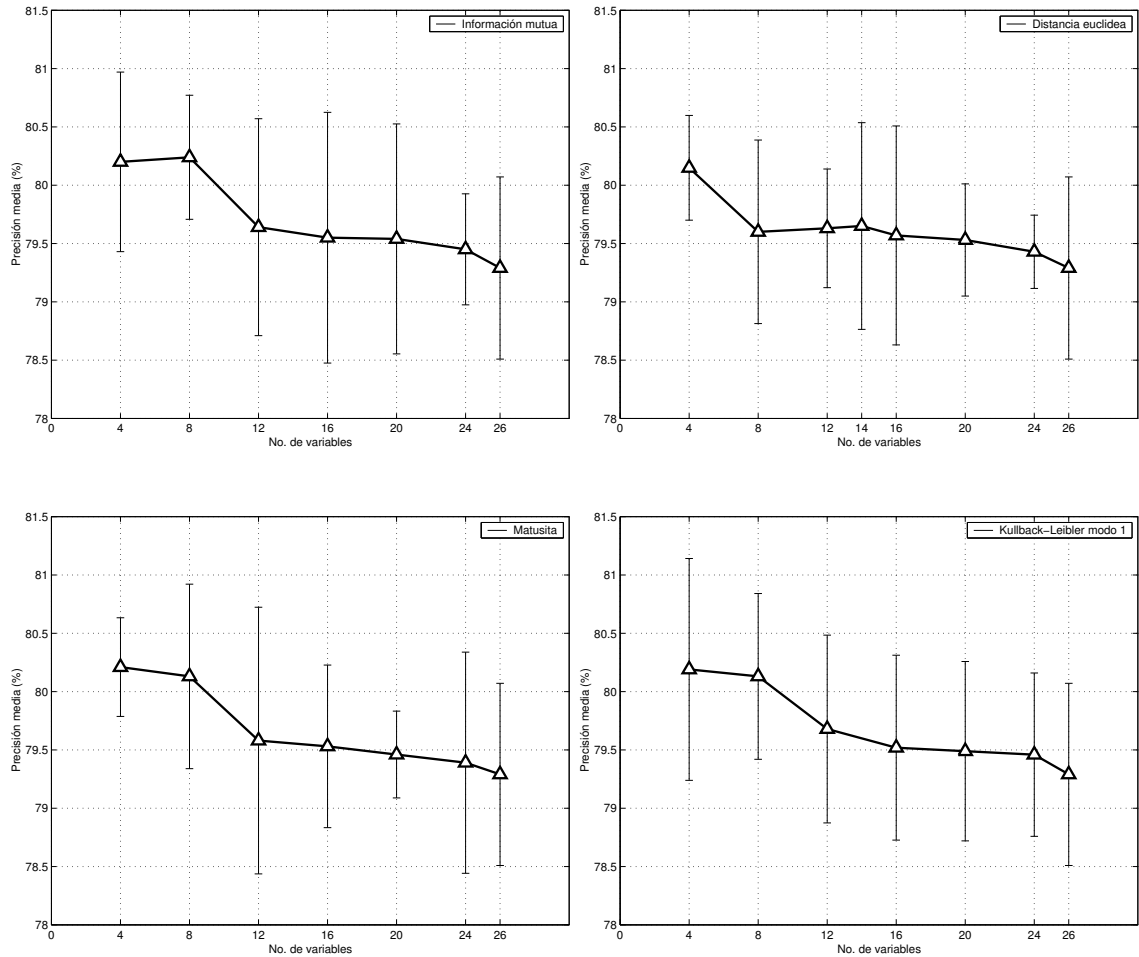 Información mutua
81.5
81
80.5
80
79.5
79
78.5
78
Precisión media (%)
0 4 8 12 16 20 24 26
No. de variables
Distancia euclidea
81.5
81
80.5
80
79.5
79
78.5
78
Precisión media (%)
0 4 8 12 14 16 20 24 26
No. de variables
Matusita
81.5
81
80.5
80
79.5
79
78.5
78
Precisión media (%)
0 4 8 12 16 20 24 26
No. de variables
Kullback−Leibler modo 1
81.5
81
80.5
80
79.5
79
78.5
78
Precisión media (%)
0 4 8 12 16 20 24 26
No. de variables